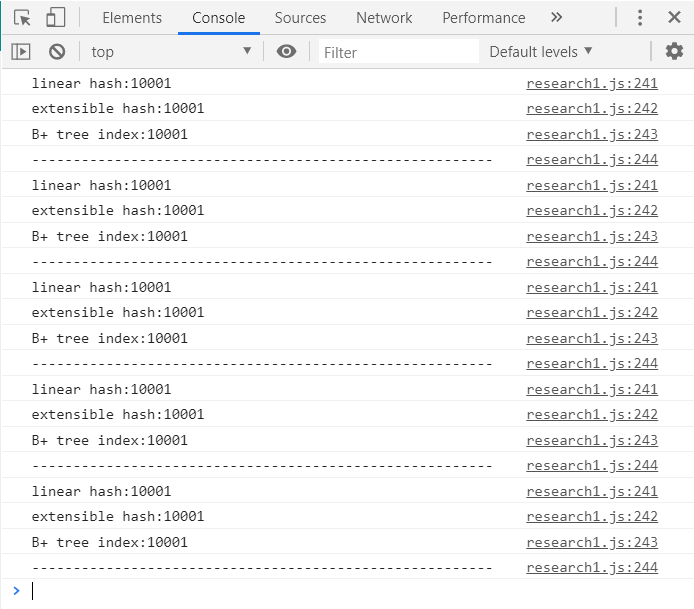 Elements Console Sources Network Performance »
top ▼ Filter Default levels ▼
linear hash:10001 research1.js:241
extensible hash:10001 research1.js:242
B+ tree index:10001 research1.js:243
-------------------------------------------------------- research1.js:244
linear hash:10001 research1.js:241
extensible hash:10001 research1.js:242
B+ tree index:10001 research1.js:243
-------------------------------------------------------- research1.js:244
linear hash:10001 research1.js:241
extensible hash:10001 research1.js:242
B+ tree index:10001 research1.js:243
-------------------------------------------------------- research1.js:244
linear hash:10001 research1.js:241
extensible hash:10001 research1.js:242
B+ tree index:10001 research1.js:243
-------------------------------------------------------- research1.js:244
linear hash:10001 research1.js:241
extensible hash:10001 research1.js:242
B+ tree index:10001 research1.js:243
-------------------------------------------------------- research1.js:244
>